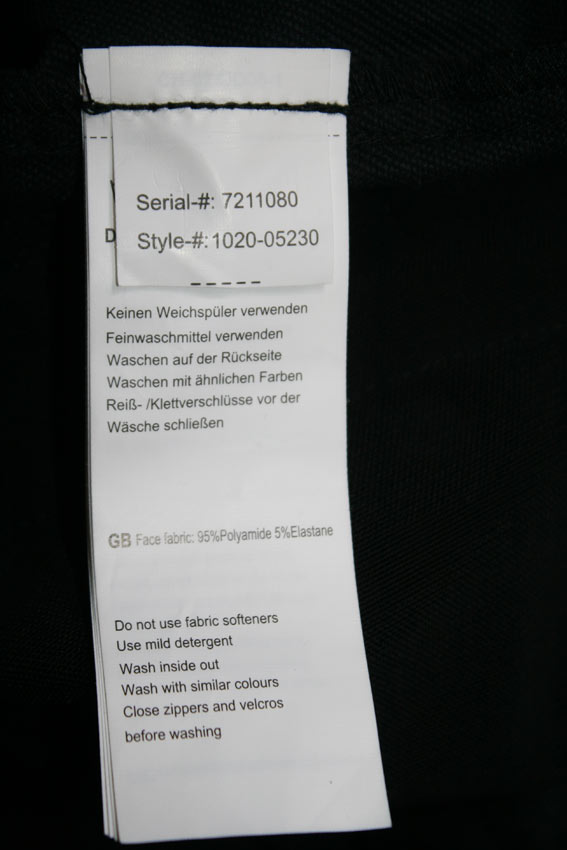 Serial-#: 7211080
Style-#:1020-05230
D
Keinen Weichspüler verwenden
Feinwaschmittel verwenden
Waschen auf der Rückseite
Waschen mit ähnlichen Farben
Reiß- /Klettverschlüsse vor der
Wäsche schließen
GB Face fabric: 95%Polyamide 5%Elastane
Do not use fabric softeners
Use mild detergent
Wash inside out
Wash with similar colours
Close zippers and velcros
before washing